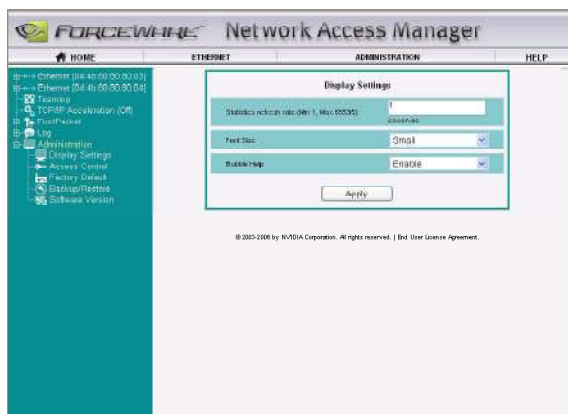 FORCEWARE Network Access Manager
HOME ETHERNET ADMINISTRATION HELP
Teaming
TCP/IP Acceleration (Off)
FirstPacket
Log
Administration
Display Settings
Access Control
Factory Default
Backup/Restore
Software Version
Display Settings
Statistics refresh rate (Min 1, Max 65535)
seconds
Font Size
Small
Bubble Help
Enable
Apply
© 2003-2006 by NVIDIA Corporation. All rights reserved. | End User License Agreement.